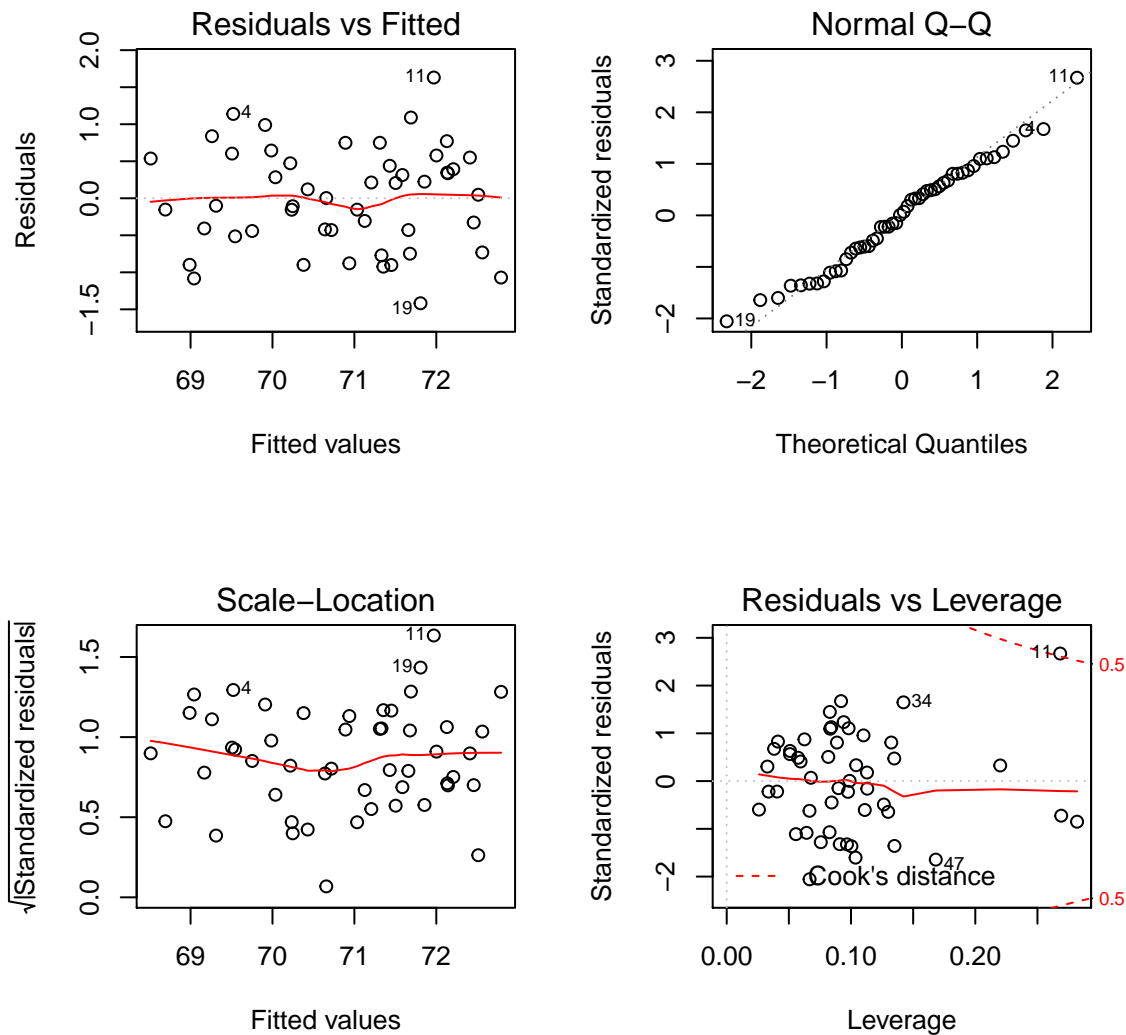 Residuals vs Fitted
Residuals
2.0
1.0
0.0
−1.5
11
4
19
69 70 71 72
Fitted values
Normal Q−Q
Standardized residuals
3
2
1
0
−2
11
4
19
−2 −1 0 1 2
Theoretical Quantiles
Scale−Location
√|Standardized residuals|
1.5
1.0
0.5
0.0
11
19
4
69 70 71 72
Fitted values
Residuals vs Leverage
Standardized residuals
3
2
1
0
−2
11
0.5
34
47
Cook's distance
0.5
0.00 0.10 0.20
Leverage